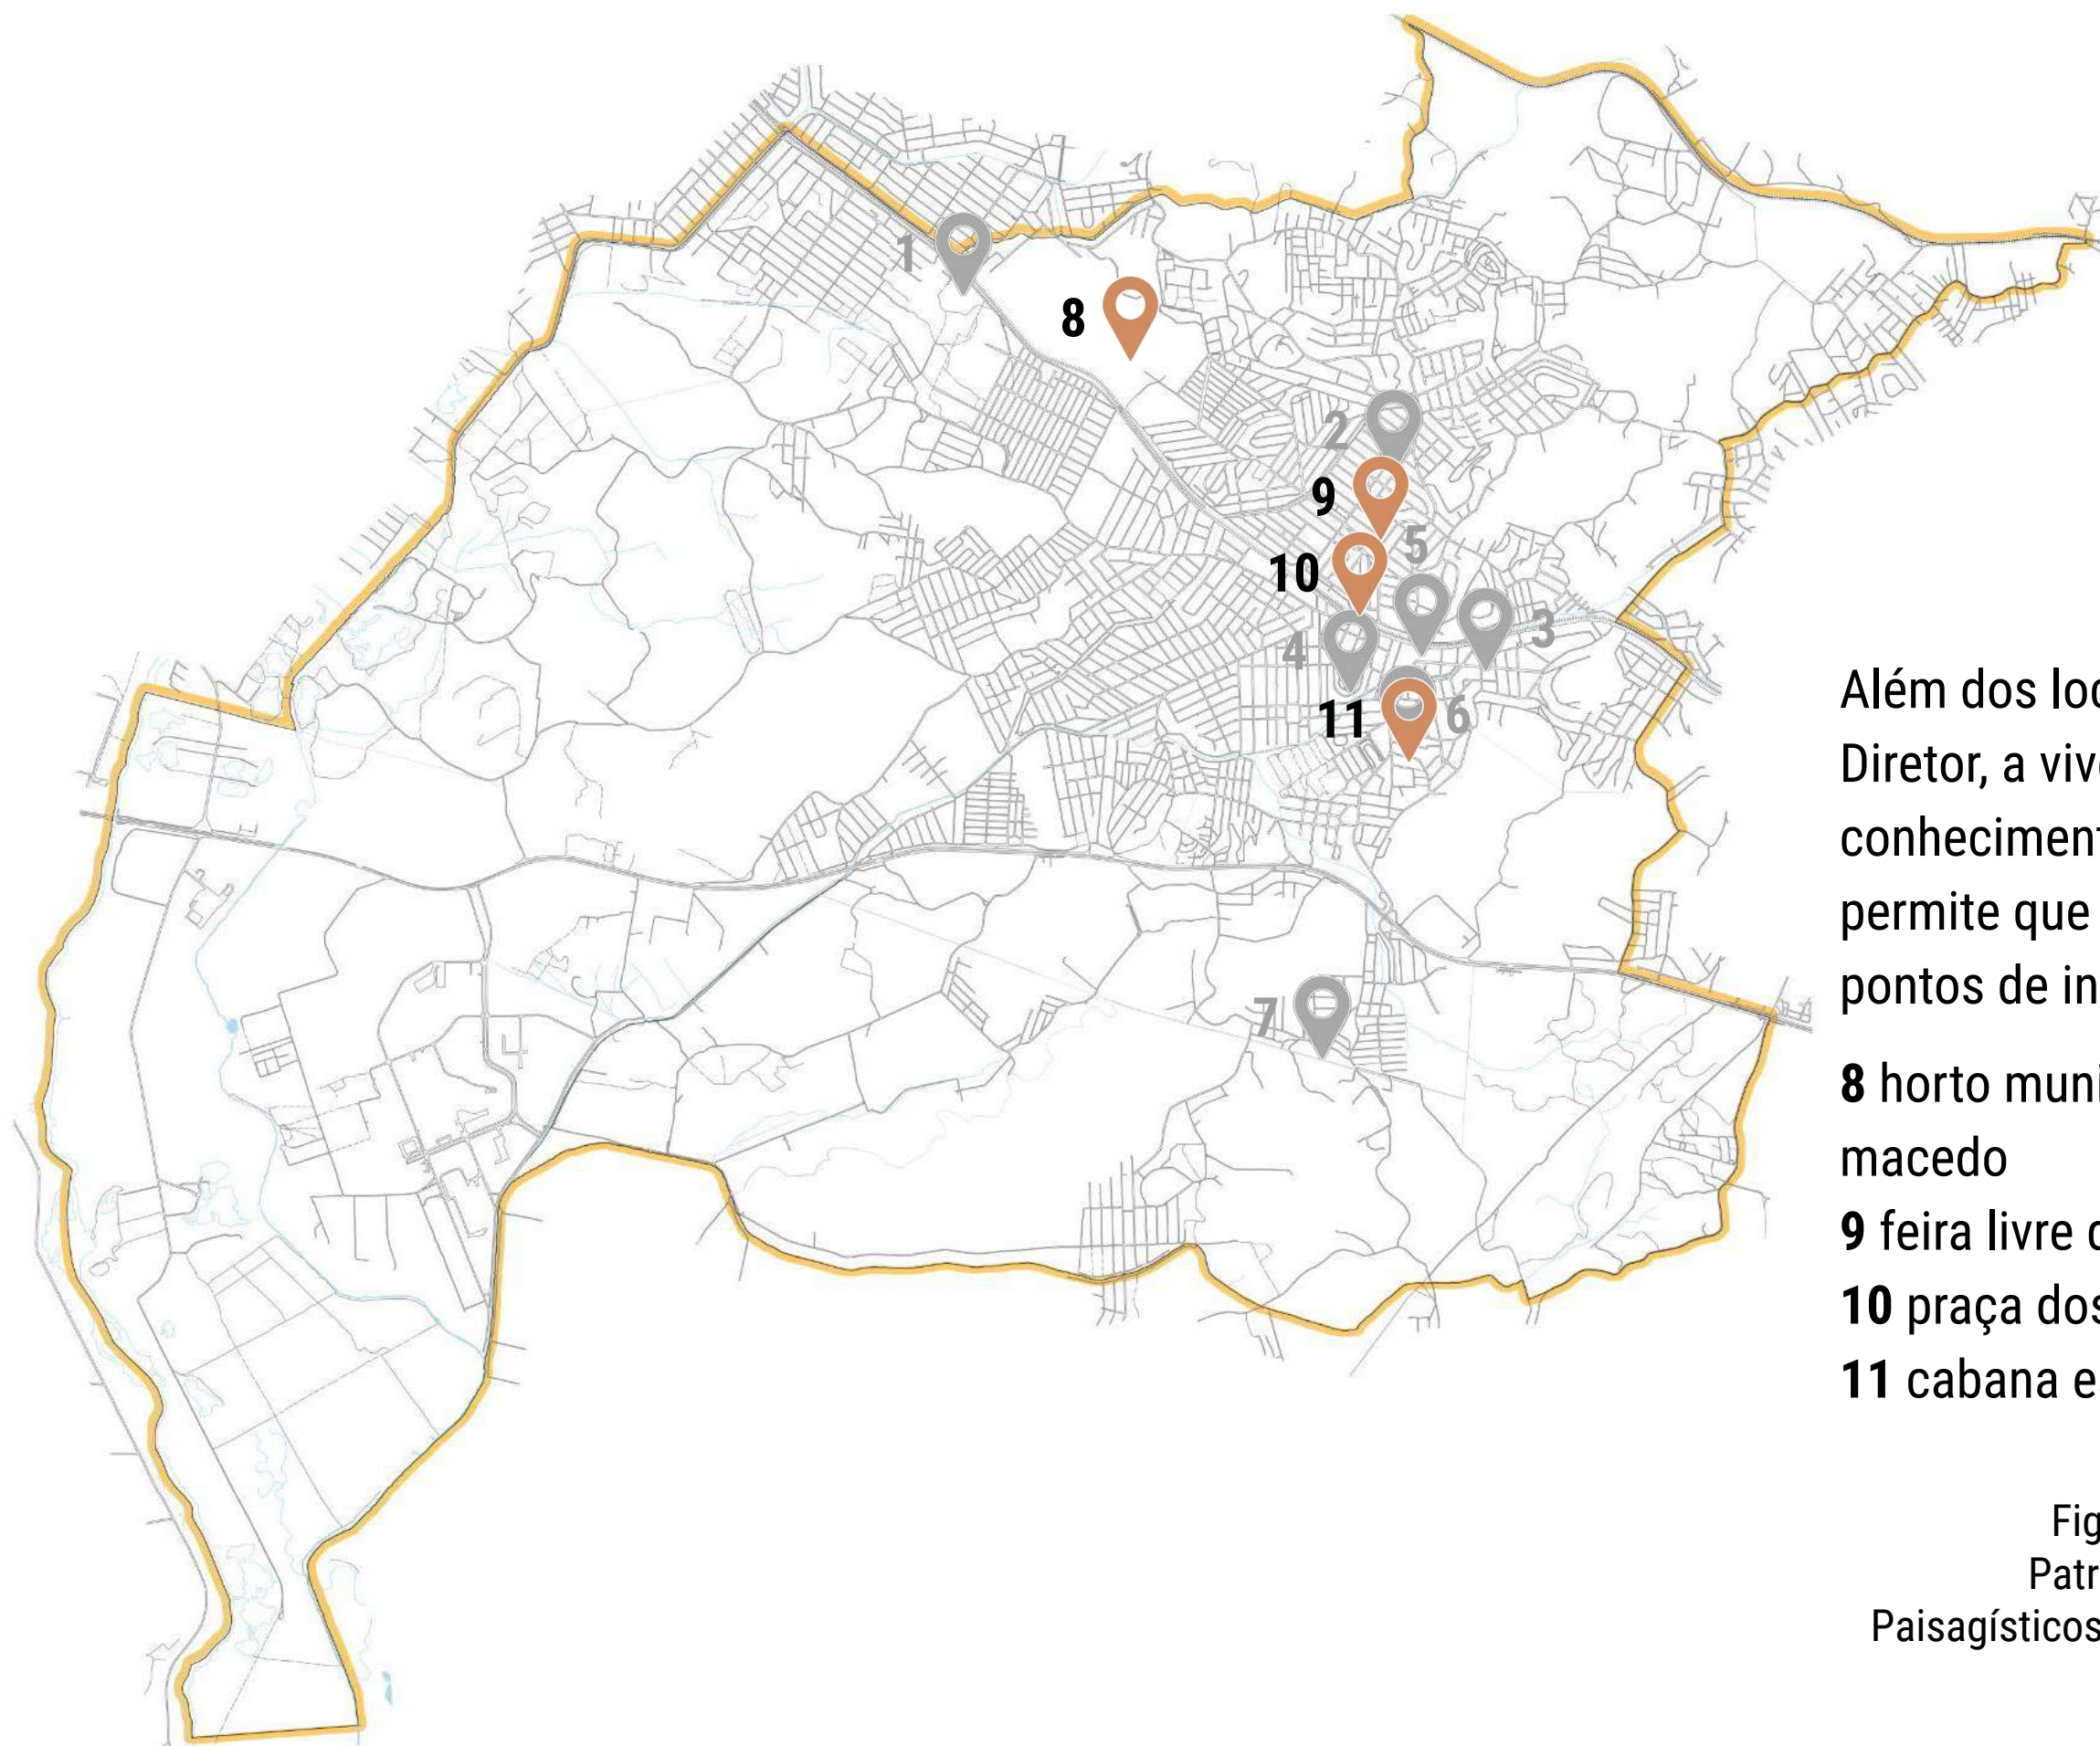 1
8
2
9
5
10
3
4
11
6
7
Além dos loc
Diretor, a viv
conhecimen
permite que
pontos de in
8 horto muni
macedo
9 feira livre
10 praça dos
11 cabana e
Fig
Patr
Paisagísticos